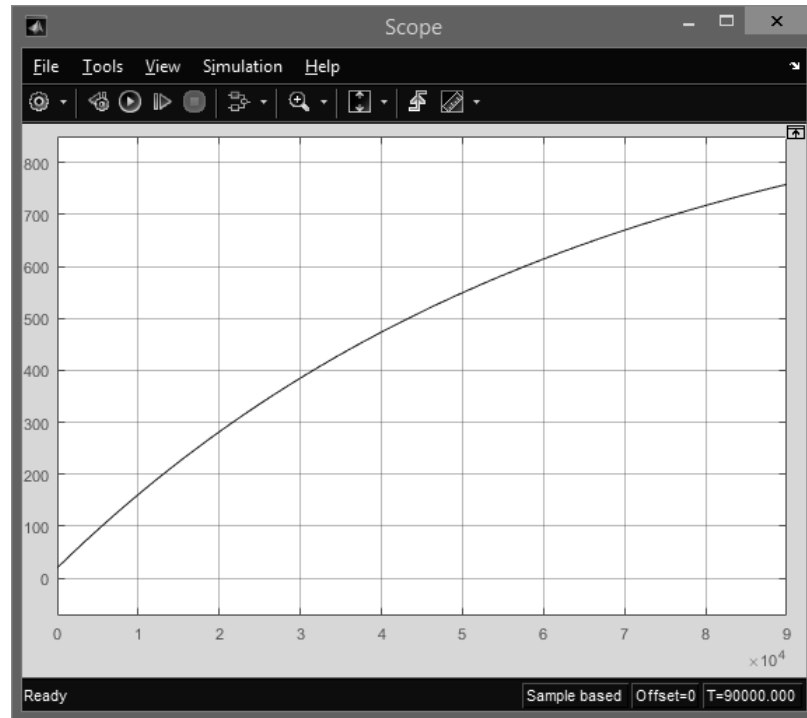 Scope
File Tools View Simulation Help
800
700
600
500
400
300
200
100
0
0 1 2 3 4 5 6 7 8 9
×10⁴
Ready Sample based Offset=0 T=90000.000